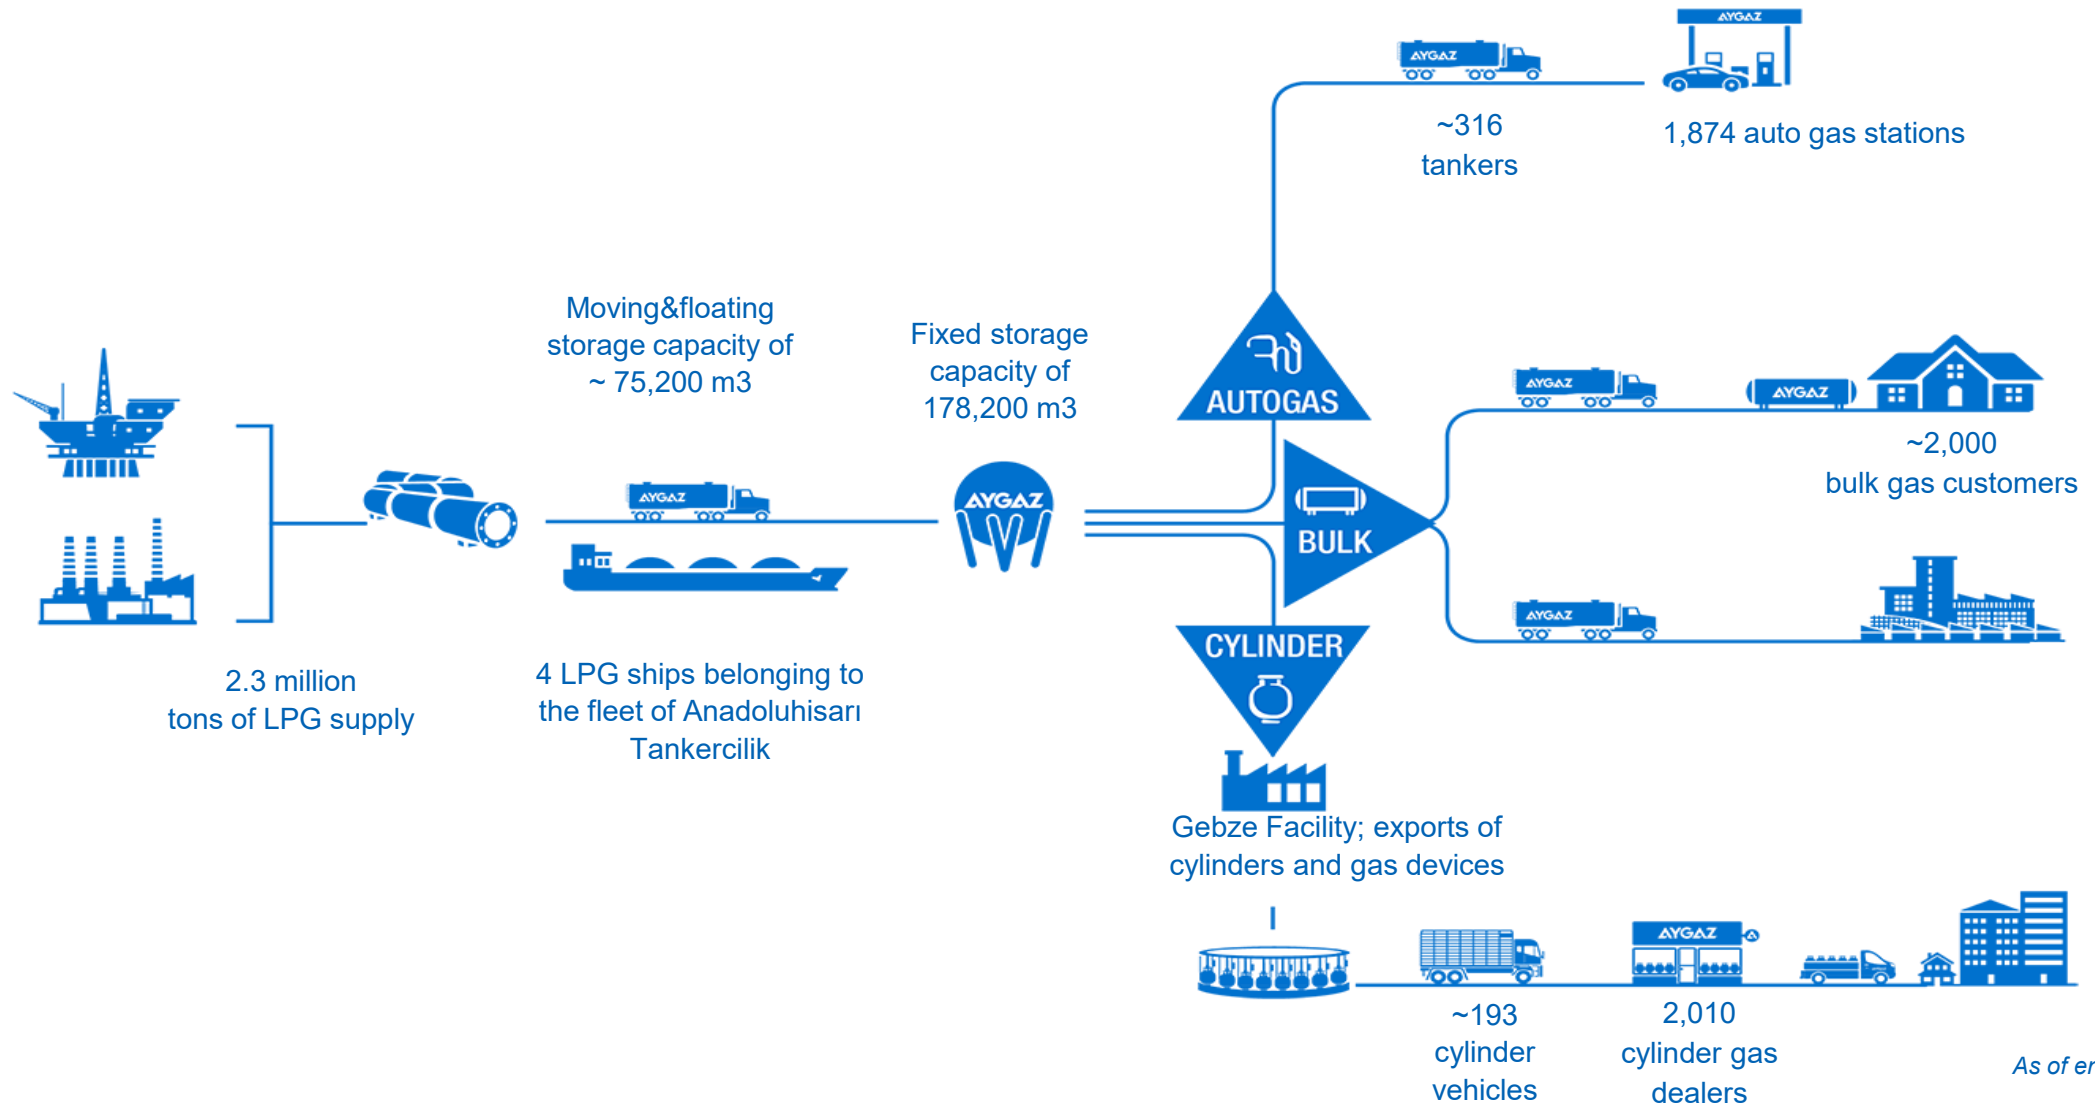 AYGAZ
AYGAZ
~316
tankers
1,874 auto gas stations
Moving&floating
storage capacity of
~ 75,200 m3
Fixed storage
capacity of
178,200 m3
AUTOGAS
AYGAZ
AYGAZ
~2,000
bulk gas customers
AYGAZ
AYGAZ
BULK
AYGAZ
CYLINDER
2.3 million
tons of LPG supply
4 LPG ships belonging to
the fleet of Anadoluhisarı
Tankercilik
Gebze Facility; exports of
cylinders and gas devices
AYGAZ
~193
cylinder
vehicles
2,010
cylinder gas
dealers
As of